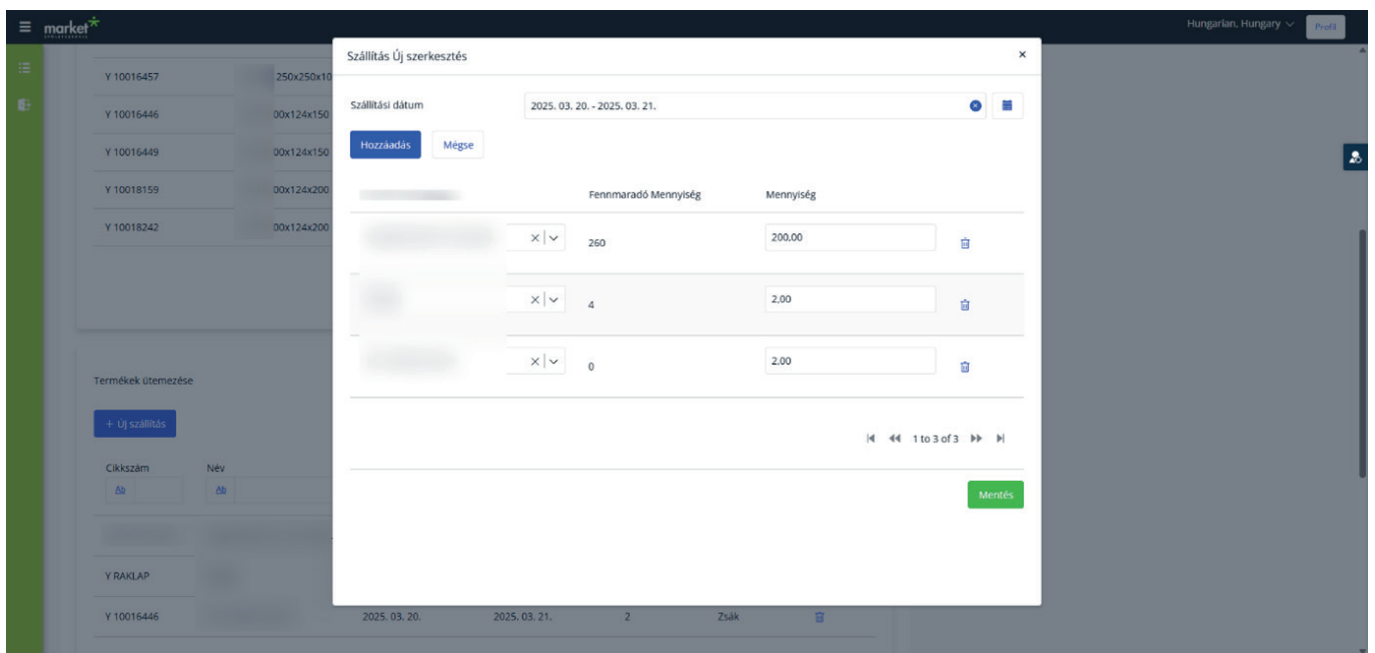 market
Hungarian, Hungary
Profil
Y 10016457 250x250x10
Y 10016446 00x124x150
Y 10016449 00x124x150
Y 10018159 00x124x200
Y 10018242 00x124x200
Termékek ütemezése
+ Új szállítás
Cikkszám Név
Ab Ab
Y RAKLAP
Y 10016446 2025. 03. 20. 2025. 03. 21. 2 Zsák
Szállítás Új szerkesztés
Szállítási dátum 2025. 03. 20. - 2025. 03. 21.
Hozzáadás Mégse
Fennmaradó Mennyiség Mennyiség
260 200,00
4 2,00
0 2,00
1 to 3 of 3
Mentés